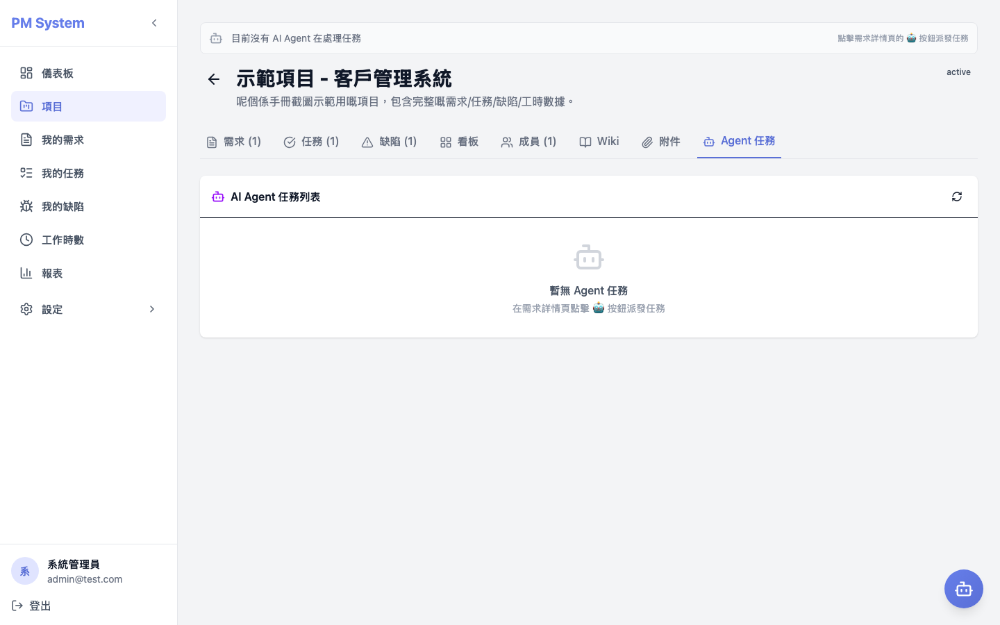 PM System
儀表板
項目
我的需求
我的任務
我的缺陷
工作時數
報表
設定
系
系統管理員
admin@test.com
登出
目前沒有 AI Agent 在處理任務
點擊需求詳情頁的 🤖 按鈕派發任務
示範項目 - 客戶管理系統
active
呢個係手冊截圖示範用嘅項目，包含完整嘅需求/任務/缺陷/工時數據。
需求 (1)
任務 (1)
缺陷 (1)
看板
成員 (1)
Wiki
附件
Agent 任務
AI Agent 任務列表
暫無 Agent 任務
在需求詳情頁點擊 🤖 按鈕派發任務